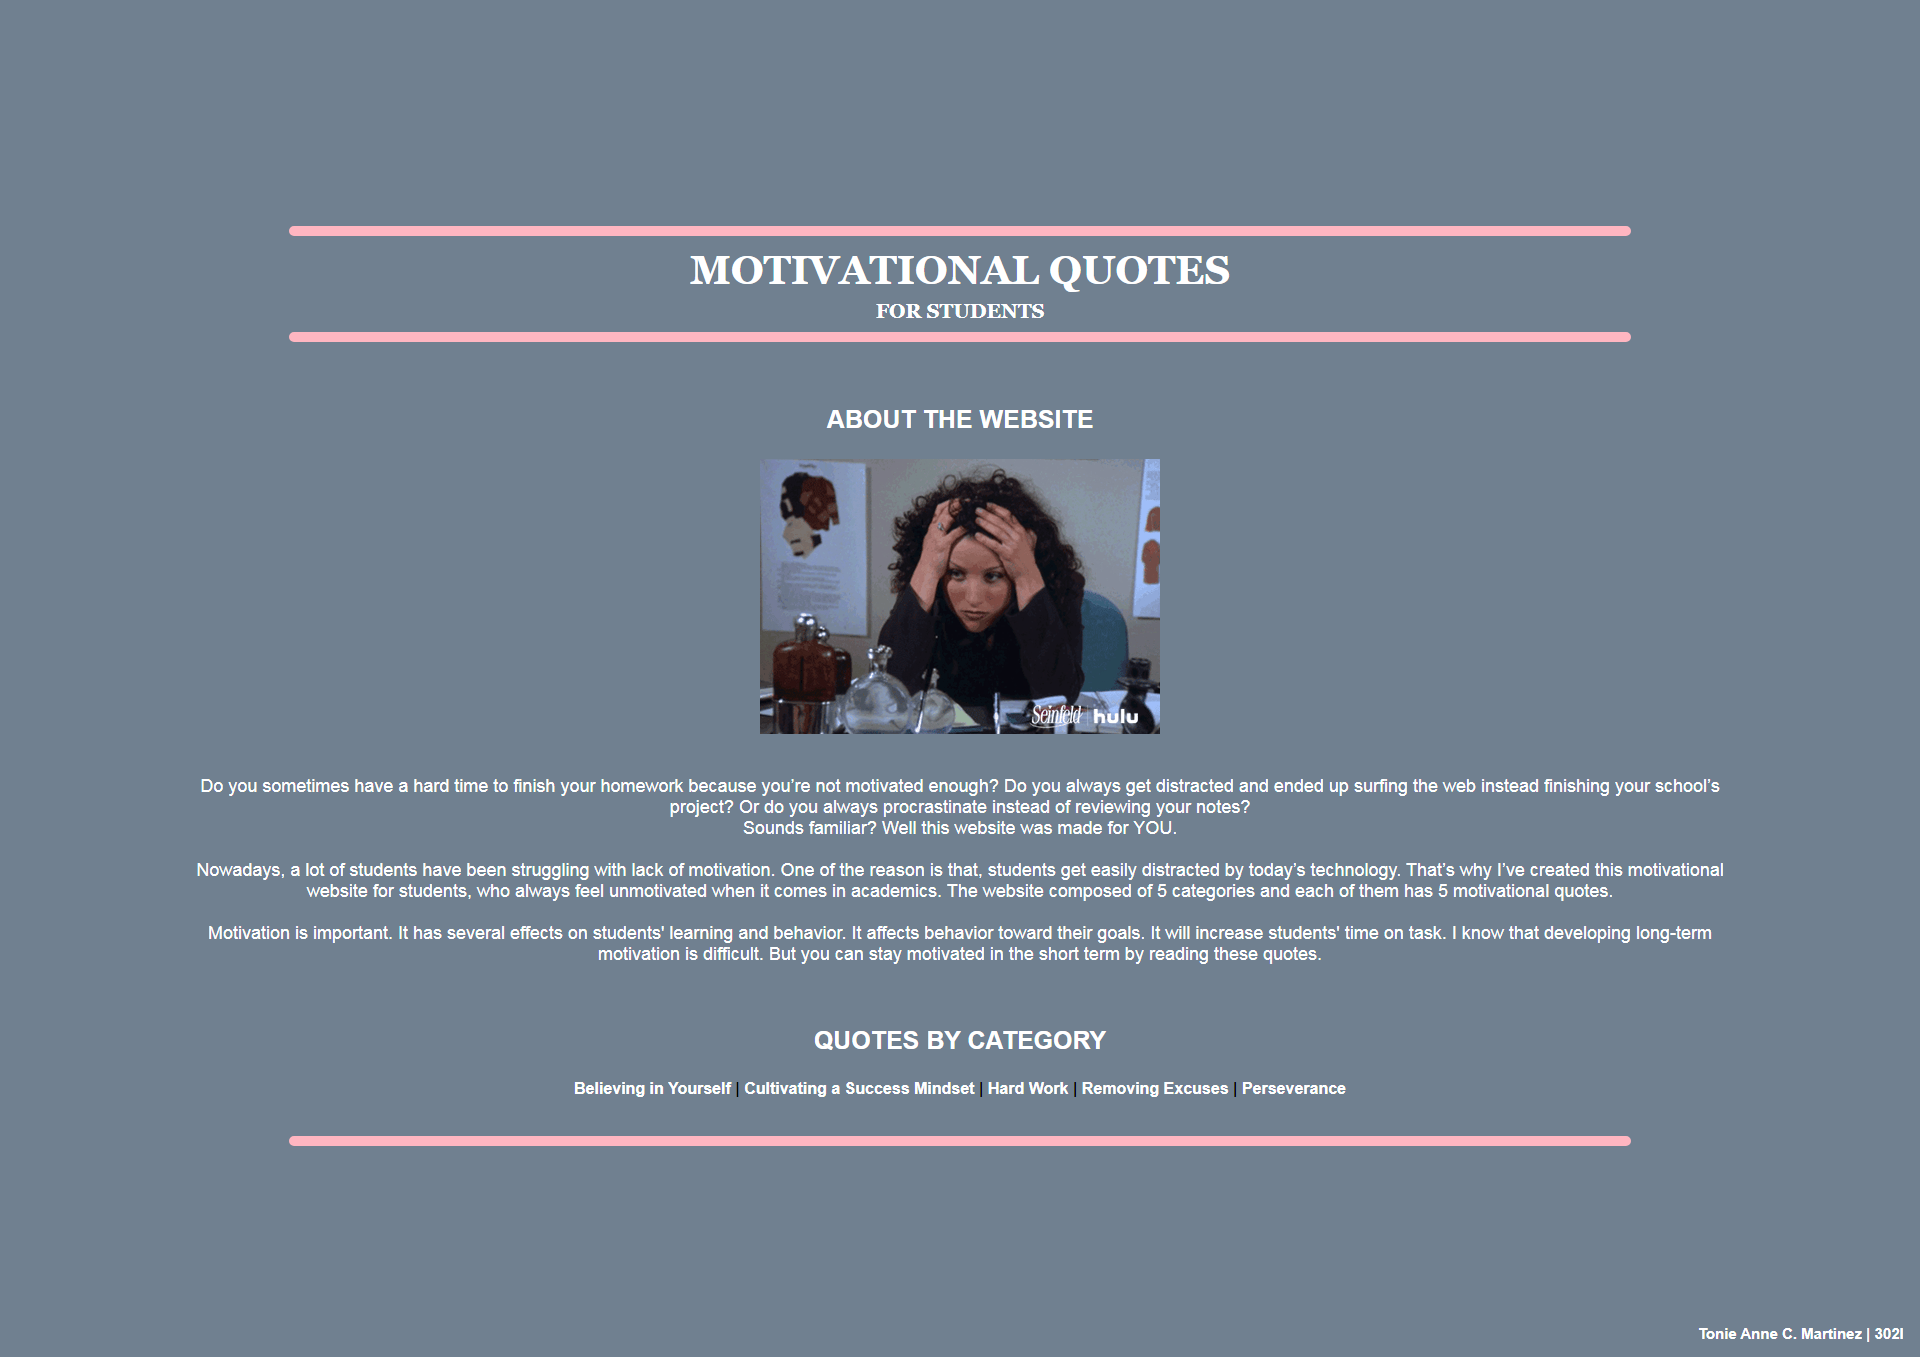 MOTIVATIONAL QUOTES
FOR STUDENTS
ABOUT THE WEBSITE
Seinfeld | hulu
Do you sometimes have a hard time to finish your homework because you’re not motivated enough? Do you always get distracted and ended up surfing the web instead finishing your school’s
project? Or do you always procrastinate instead of reviewing your notes?
Sounds familiar? Well this website was made for YOU.
Nowadays, a lot of students have been struggling with lack of motivation. One of the reason is that, students get easily distracted by today’s technology. That’s why I’ve created this motivational
website for students, who always feel unmotivated when it comes in academics. The website composed of 5 categories and each of them has 5 motivational quotes.
Motivation is important. It has several effects on students' learning and behavior. It affects behavior toward their goals. It will increase students' time on task. I know that developing long-term
motivation is difficult. But you can stay motivated in the short term by reading these quotes.
QUOTES BY CATEGORY
Believing in Yourself | Cultivating a Success Mindset | Hard Work | Removing Excuses | Perseverance
Tonie Anne C. Martinez | 302I